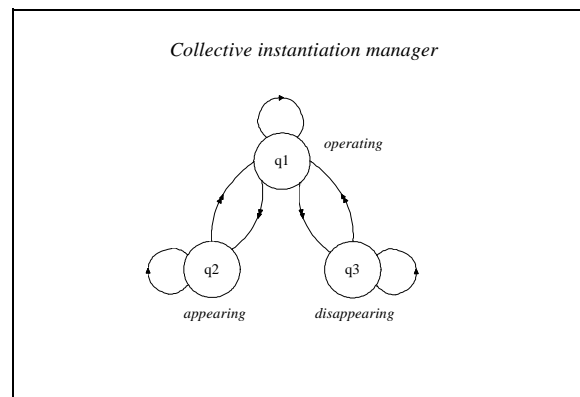 Collective instantiation manager
q1
operating
q2
q3
appearing
disappearing